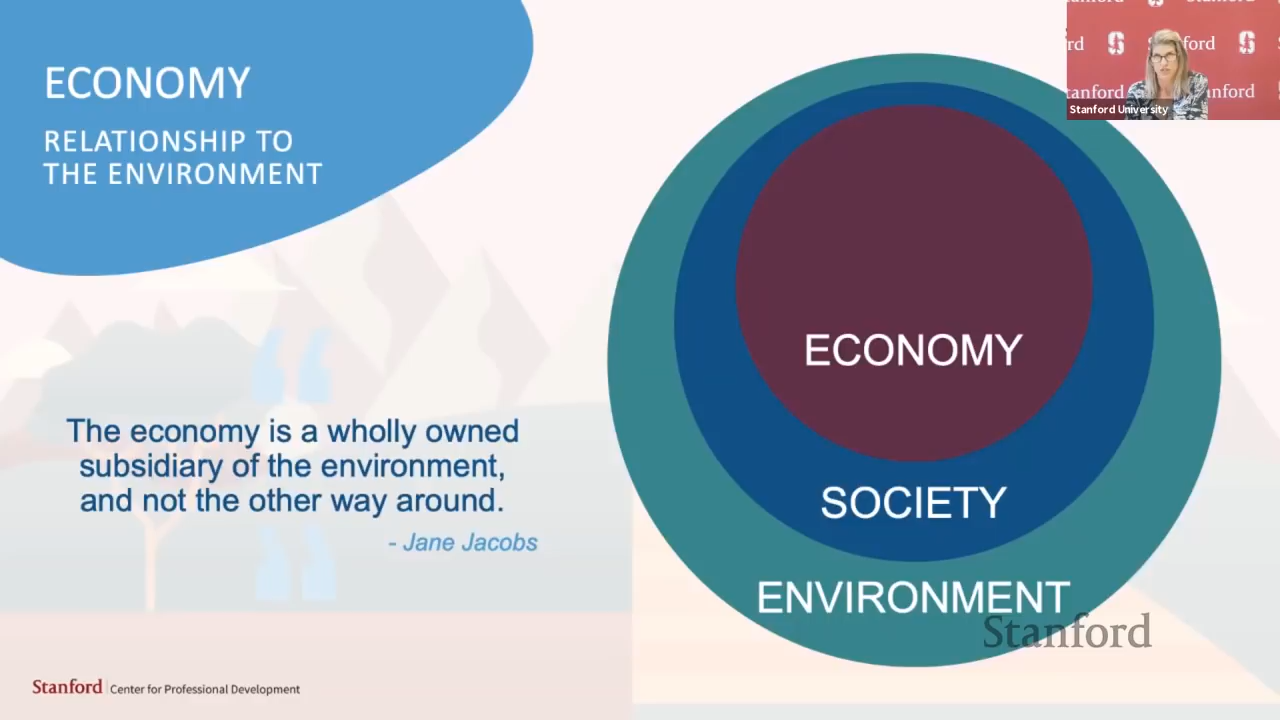 ECONOMY
RELATIONSHIP TO
THE ENVIRONMENT
The economy is a wholly owned
subsidiary of the environment,
and not the other way around.
- Jane Jacobs
Stanford Center for Professional Development
ECONOMY
SOCIETY
ENVIRONMENT
Stanford
Stanford University